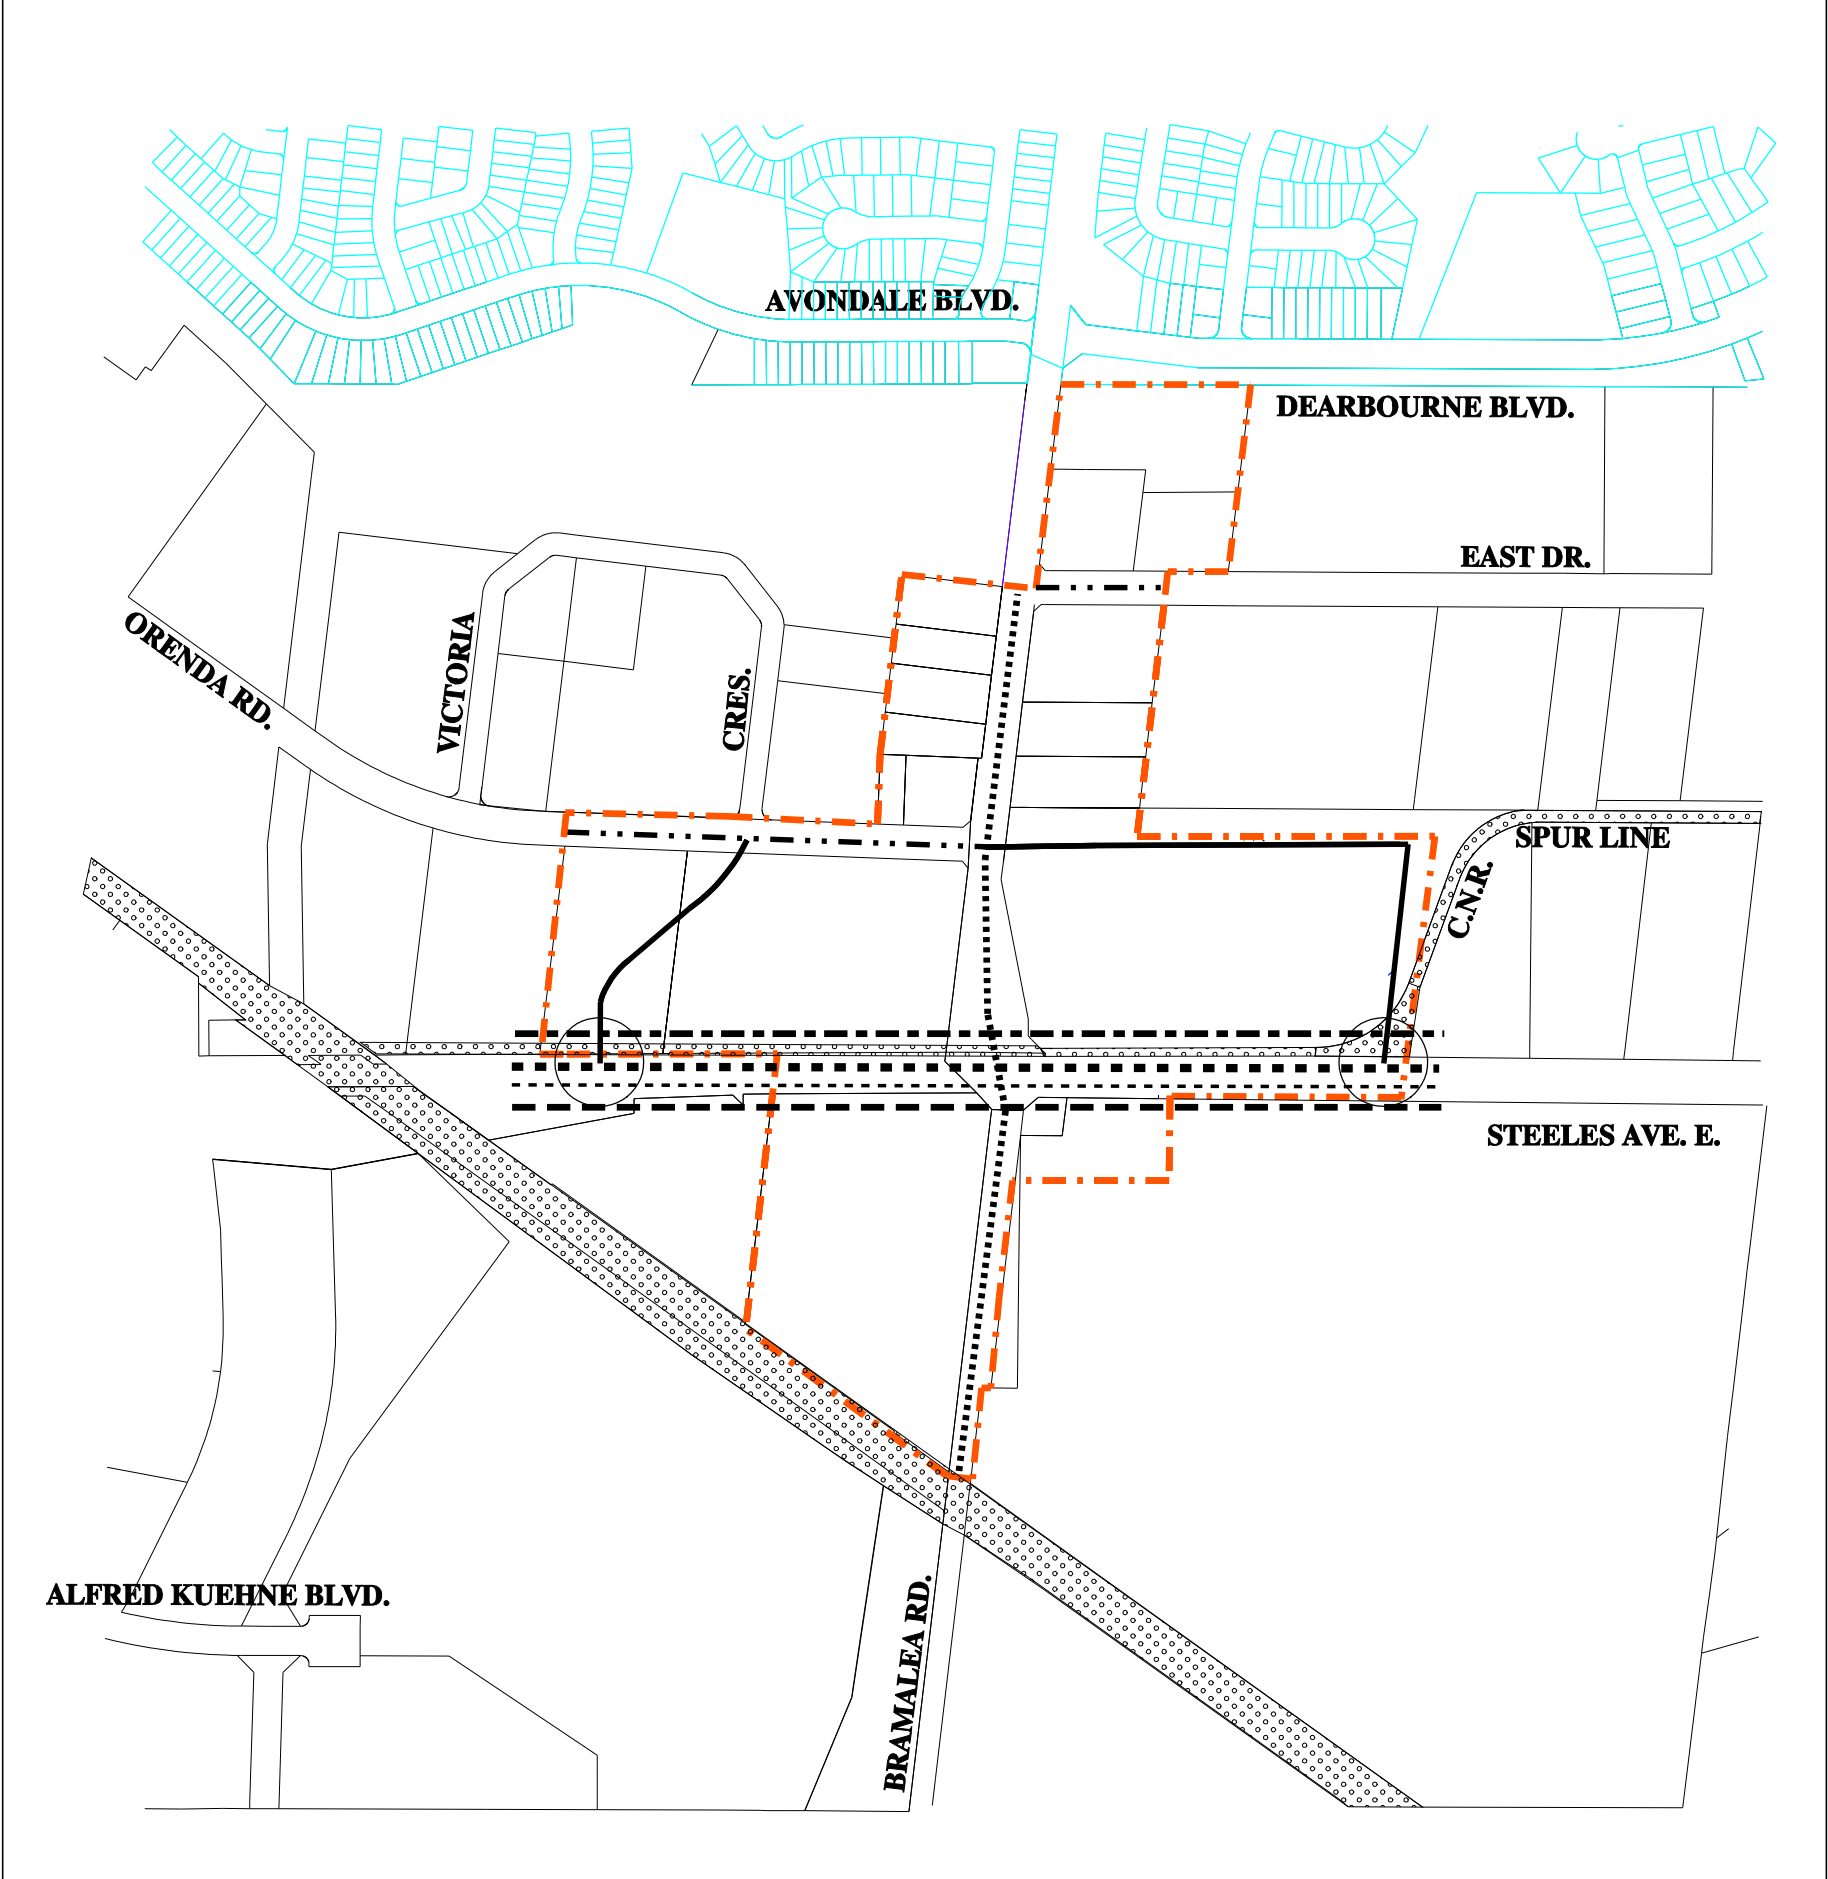 AVONDALE BLVD.
DEARBOURNE BLVD.
EAST DR.
ORENDA RD.
VICTORIA
CRES.
SPUR LINE
C.N.R.
STEELES AVE. E.
ALFRED KUEHNE BLVD.
BRAMALEA RD.